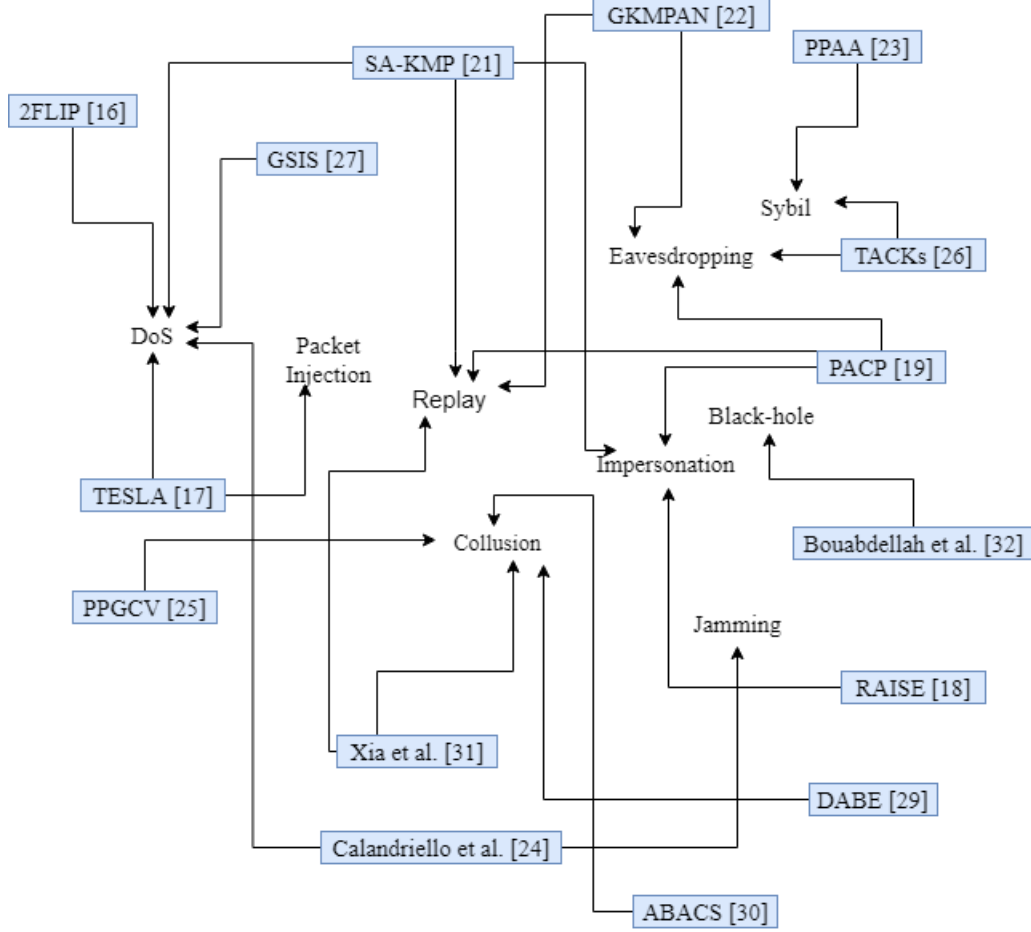 GKMPAN [22]
PPAA [23]
SA-KMP [21]
2FLIP [16]
GSIS [27]
Sybil
Eavesdropping
TACKs [26]
DoS
Packet
Injection
PACP [19]
Replay
Black-hole
Impersonation
TESLA [17]
Collusion
Bouabdellah et al. [32]
PPGCV [25]
Jamming
RAISE [18]
Xia et al. [31]
DABE [29]
Calandriello et al. [24]
ABACS [30]